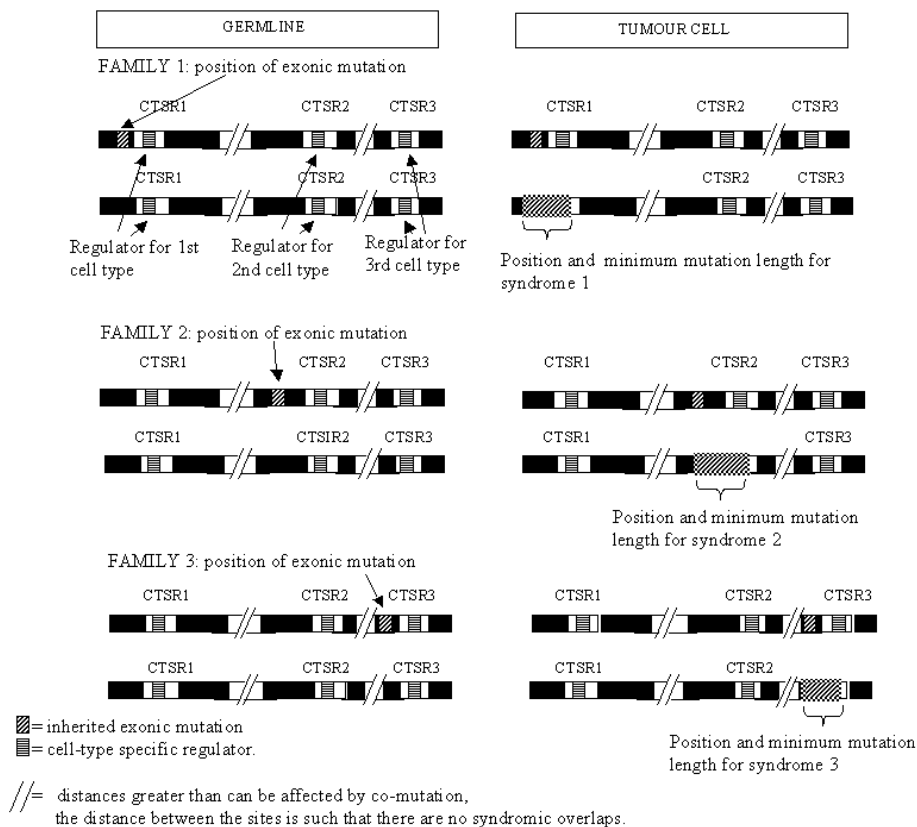 GERMLINE
TUMOUR CELL
FAMILY 1: position of exonic mutation
CTSR1 CTSR2 CTSR3
CTSR1 CTSR2 CTSR3
CTSR1 CTSR2 CTSR3
CTSR2 CTSR3
Regulator for 1st
cell type
Regulator for
2nd cell type
Regulator for
3rd cell type
Position and minimum mutation length for
syndrome 1
FAMILY 2: position of exonic mutation
CTSR1 CTSR2 CTSR3
CTSR1 CTSIR2 CTSR3
CTSR1 CTSR2 CTSR3
CTSR1 CTSR3
Position and minimum mutation
length for syndrome 2
FAMILY 3: position of exonic mutation
CTSR1 CTSR2 CTSR3
CTSR1 CTSR2 CTSR3
CTSR1 CTSR2 CTSR3
CTSR1 CTSR2
Position and minimum mutation
length for syndrome 3
= inherited exonic mutation
= cell-type specific regulator.
//= distances greater than can be affected by co-mutation,
the distance between the sites is such that there are no syndromic overlaps.